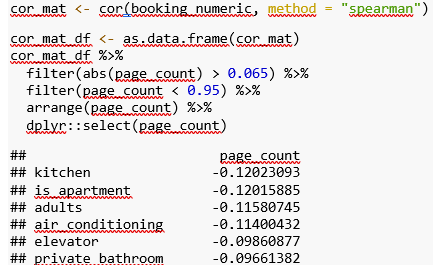 cor_mat <- cor(booking_numeric, method = "spearman")
cor_mat_df <- as.data.frame(cor_mat)
cor_mat_df %>%
  filter(abs(page_count) > 0.065) %>%
  filter(page_count < 0.95) %>%
  arrange(page_count) %>%
  dplyr::select(page_count)
##                   page_count
## kitchen          -0.12023093
## is_apartment     -0.12015885
## adults           -0.11580745
## air_conditioning -0.11400432
## elevator         -0.09860877
## private_bathroom -0.09661382